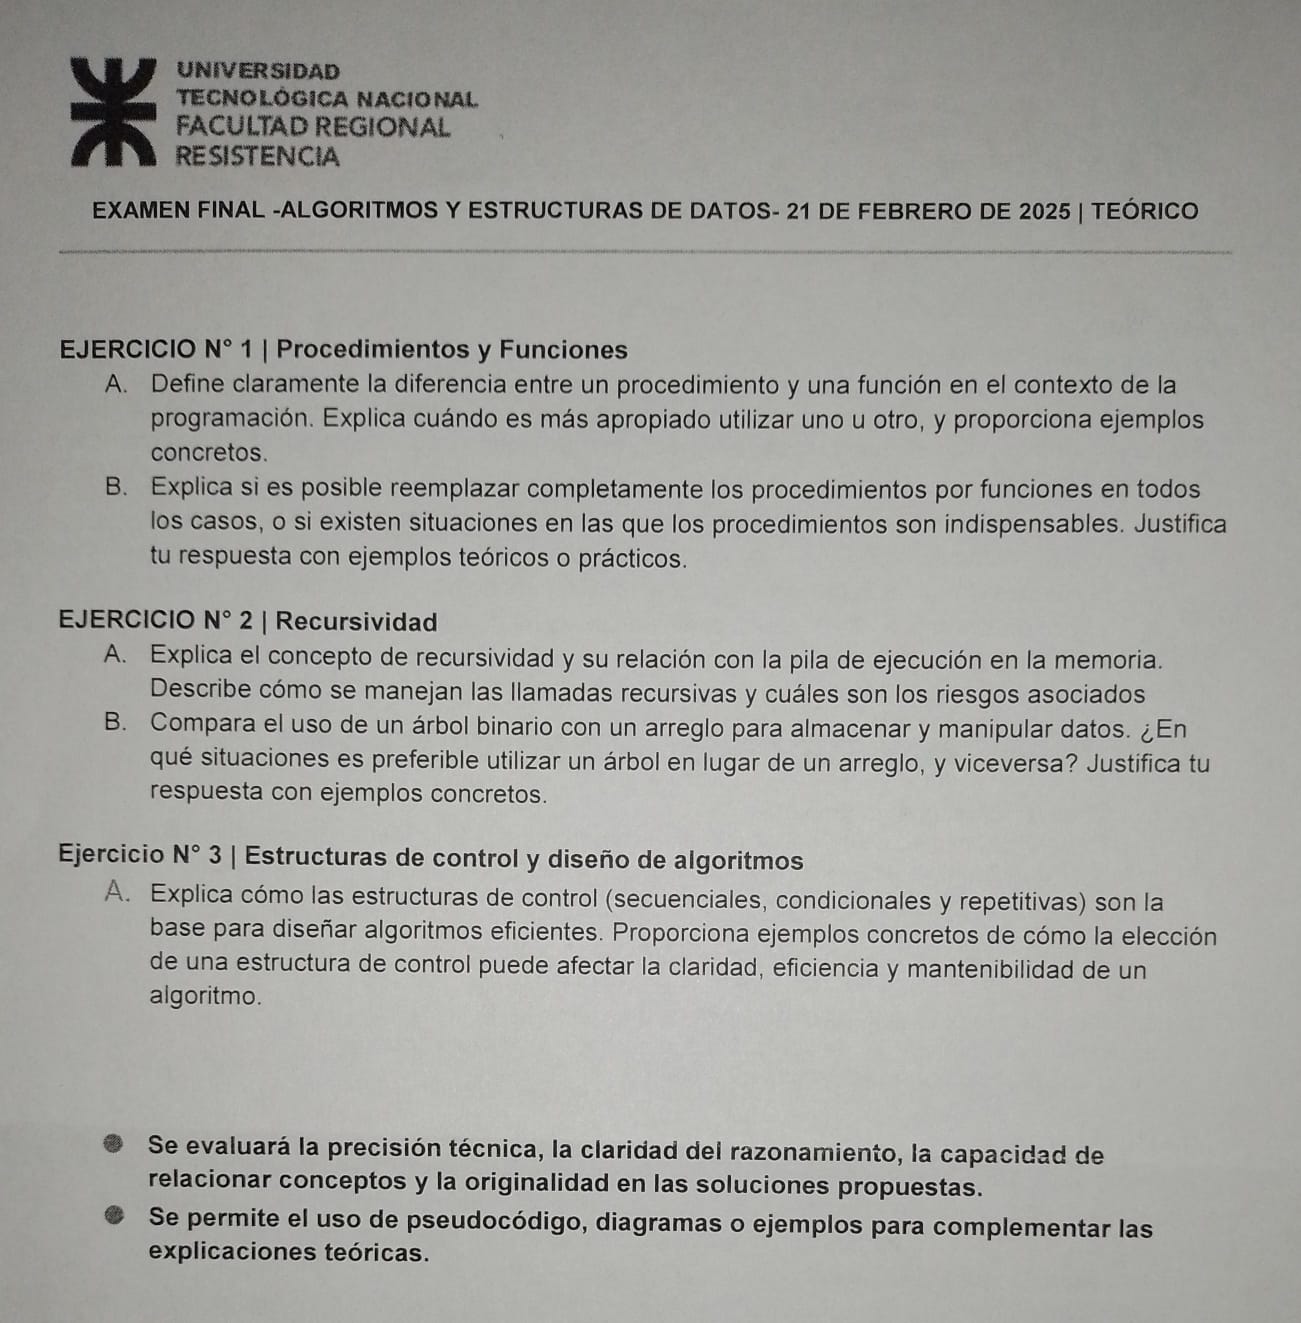 UNIVERSIDAD
TECNOLÓGICA NACIONAL
FACULTAD REGIONAL
RESISTENCIA
EXAMEN FINAL -ALGORITMOS Y ESTRUCTURAS DE DATOS- 21 DE FEBRERO DE 2025 | TEÓRICO
EJERCICIO N° 1 | Procedimientos y Funciones
A. Define claramente la diferencia entre un procedimiento y una función en el contexto de la
programación. Explica cuándo es más apropiado utilizar uno u otro, y proporciona ejemplos
concretos.
B. Explica si es posible reemplazar completamente los procedimientos por funciones en todos
los casos, o si existen situaciones en las que los procedimientos son indispensables. Justifica
tu respuesta con ejemplos teóricos o prácticos.
EJERCICIO N° 2 | Recursividad
A. Explica el concepto de recursividad y su relación con la pila de ejecución en la memoria.
Describe cómo se manejan las llamadas recursivas y cuáles son los riesgos asociados
B. Compara el uso de un árbol binario con un arreglo para almacenar y manipular datos. ¿En
qué situaciones es preferible utilizar un árbol en lugar de un arreglo, y viceversa? Justifica tu
respuesta con ejemplos concretos.
Ejercicio N° 3 | Estructuras de control y diseño de algoritmos
A. Explica cómo las estructuras de control (secuenciales, condicionales y repetitivas) son la
base para diseñar algoritmos eficientes. Proporciona ejemplos concretos de cómo la elección
de una estructura de control puede afectar la claridad, eficiencia y mantenibilidad de un
algoritmo.
● Se evaluará la precisión técnica, la claridad del razonamiento, la capacidad de
relacionar conceptos y la originalidad en las soluciones propuestas.
● Se permite el uso de pseudocódigo, diagramas o ejemplos para complementar las
explicaciones teóricas.